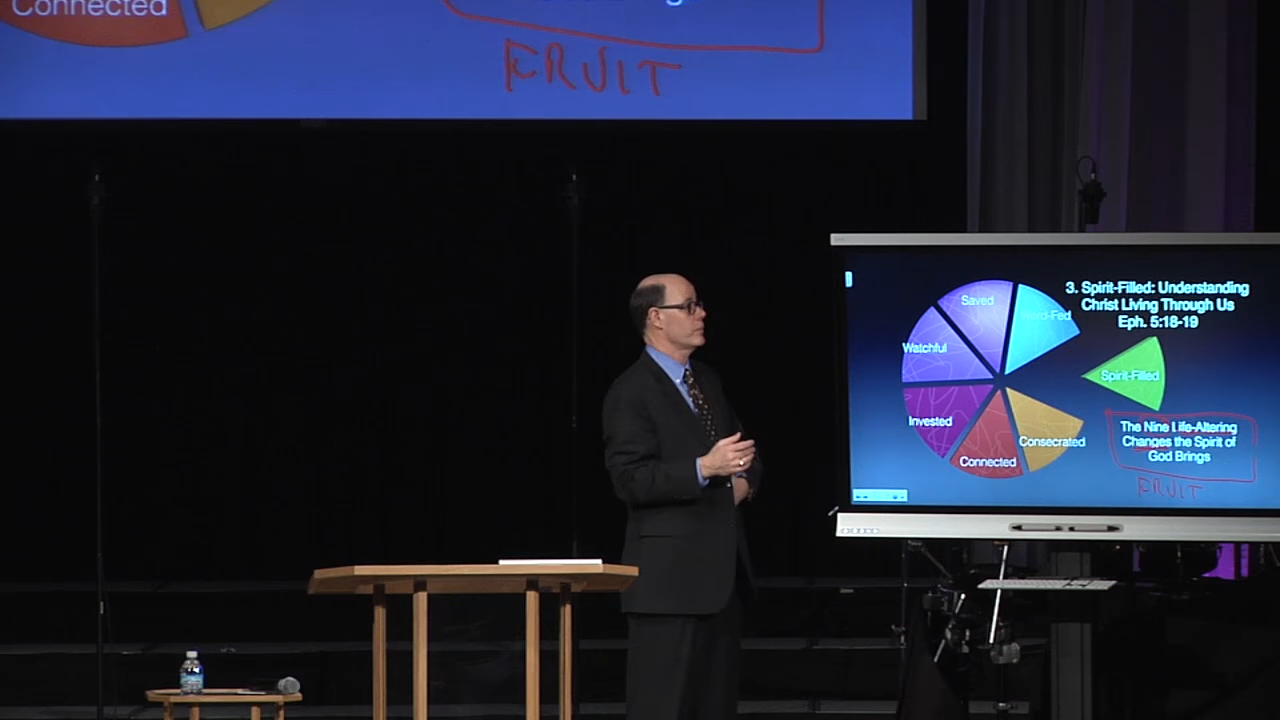 Connected
FRUIT
3. Spirit-Filled: Understanding
Christ Living Through Us
Eph. 5:18-19
Saved
Word-Fed
Watchful
Spirit-Filled
Invested
Consecrated
Connected
The Nine Life-Altering
Changes the Spirit of
God Brings
FRUIT